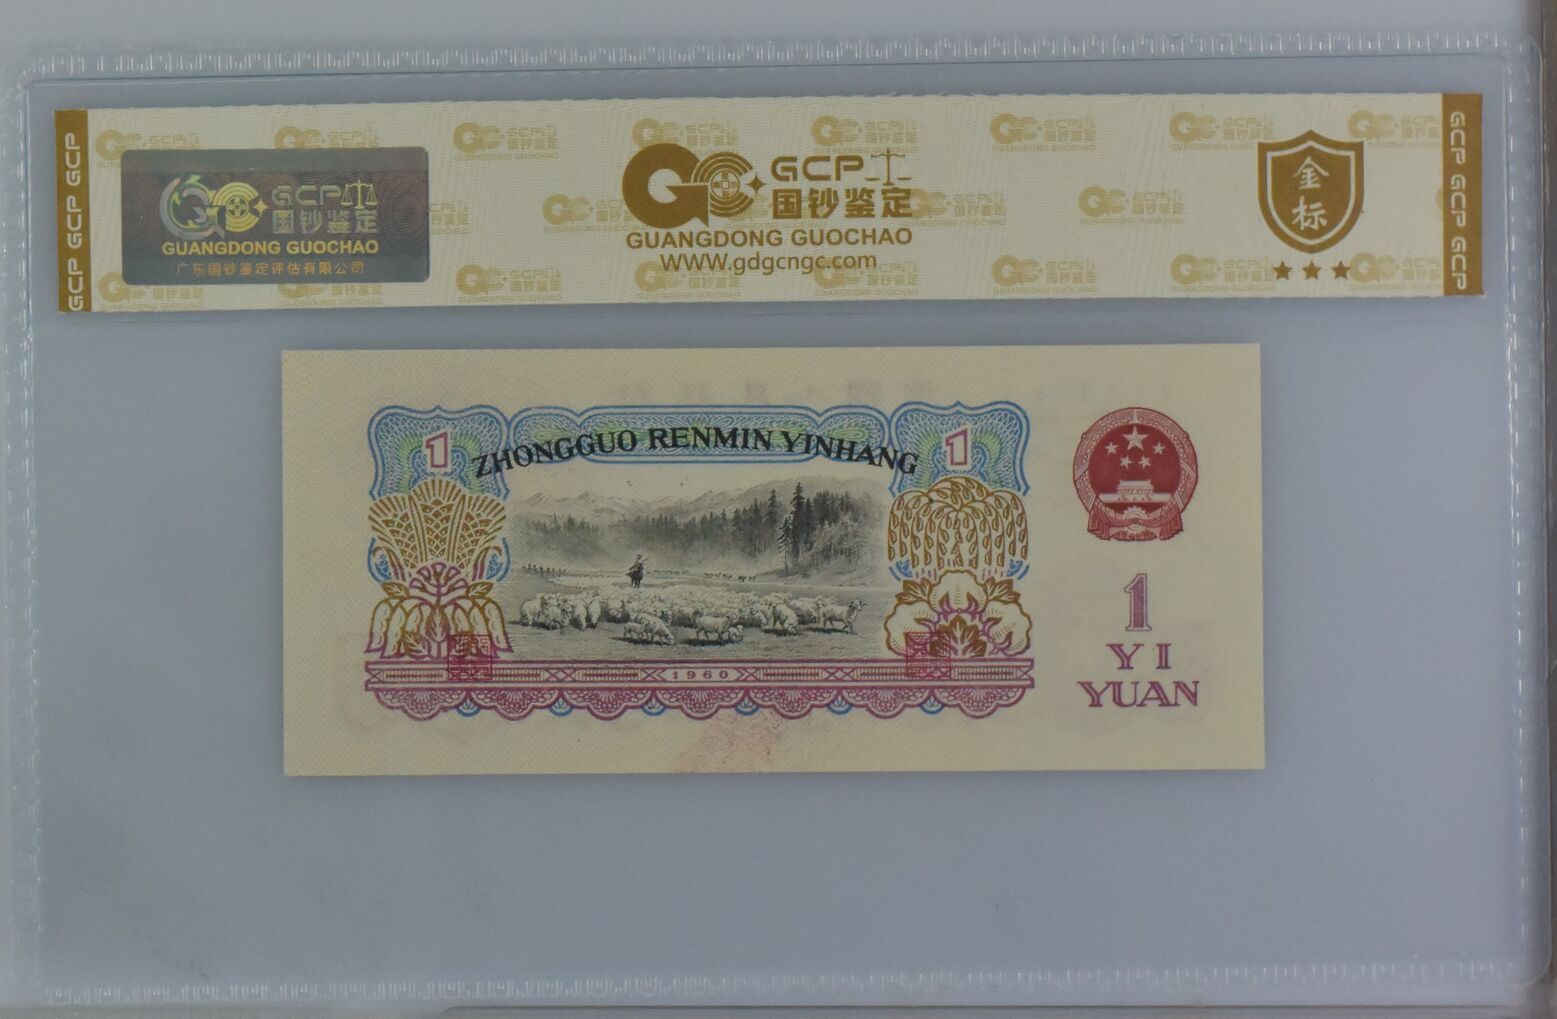 GCP GCP GCP
GCP
国钞鉴定
GUANGDONG GUOCHAO
广东国钞鉴定评估有限公司
GCP
国钞鉴定
GUANGDONG GUOCHAO
WWW.gdgcngc.com
金标
GCP GCP GCP
ZHONGGUO RENMIN YINHANG
1
1
1960
1
YI
YUAN